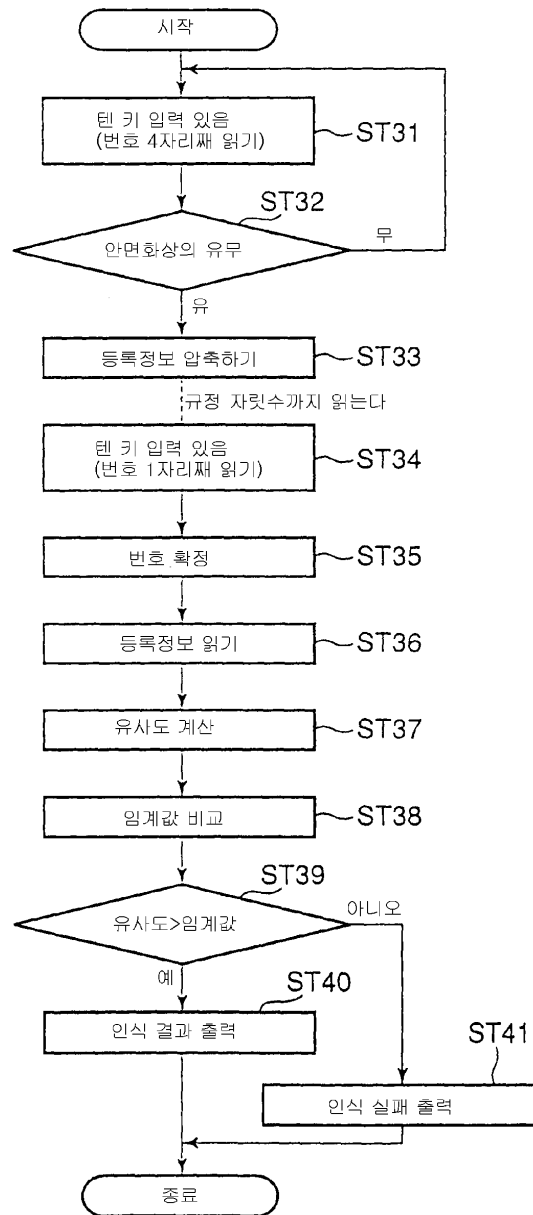 시작
텐 키 입력 있음
(번호 4자리째 읽기)
ST31
ST32
안면화상의 유무
무
유
등록정보 압축하기
ST33
규정 자릿수까지 읽는다
텐 키 입력 있음
(번호 1자리째 읽기)
ST34
번호 확정
ST35
등록정보 읽기
ST36
유사도 계산
ST37
임계값 비교
ST38
ST39
유사도>임계값
아니오
예
ST40
인식 결과 출력
ST41
인식 실패 출력
종료